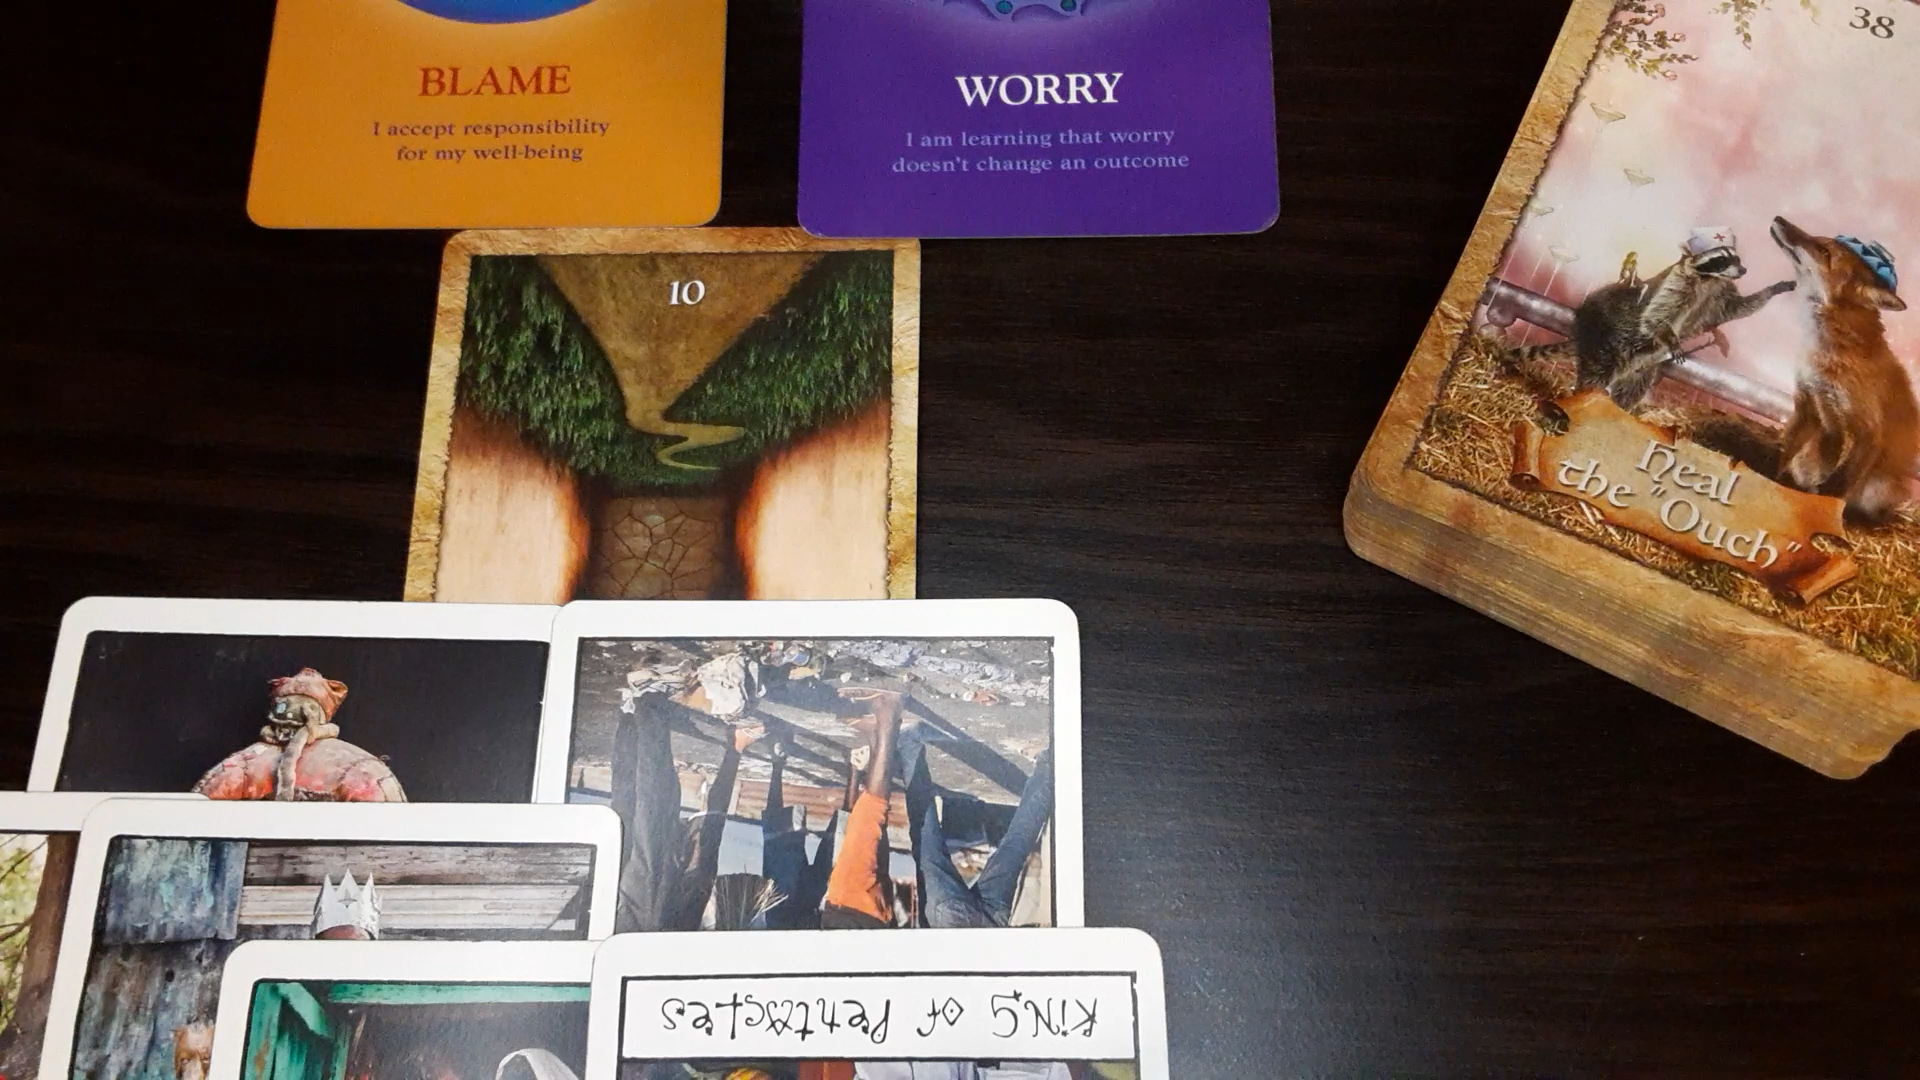 BLAME
I accept responsibility
for my well-being
WORRY
I am learning that worry
doesn't change an outcome
38
Heal
the "Ouch"
10
KING OF PENTACLES